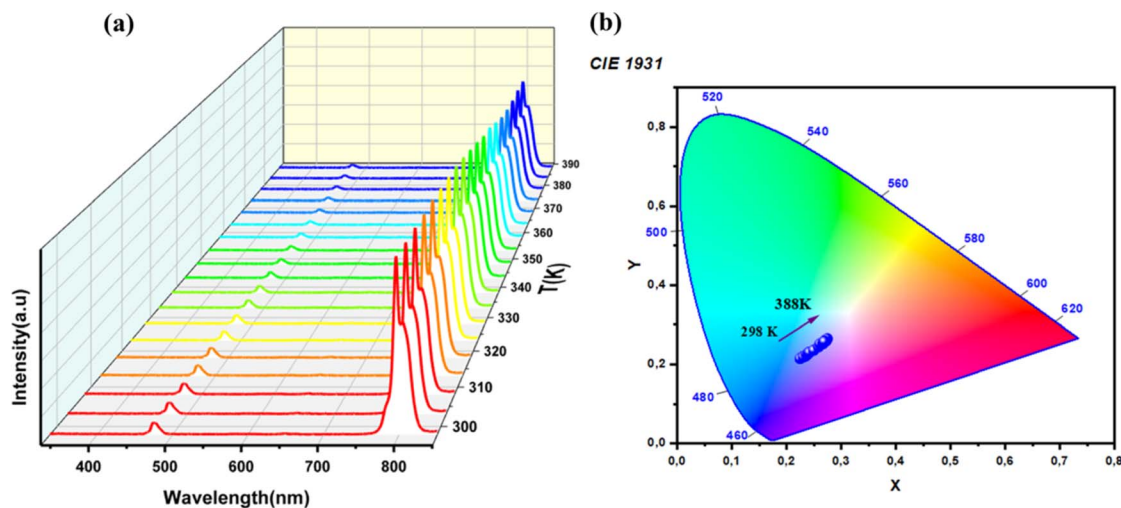 (a)
Intensity(a.u)
400 500 600 700 800
Wavelength(nm)
300
310
320
330
340
350
360
370
380
390
T(K)
(b)
CIE 1931
Y
0,8
0,6
0,4
0,2
0,0
0,0 0,1 0,2 0,3 0,4 0,5 0,6 0,7 0,8
X
520
540
560
500
580
600
620
480
460
388K
298 K